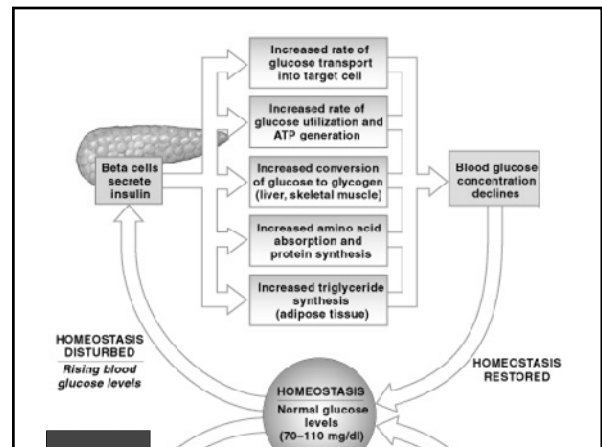 Increased rate of
glucose transport
into target cell
Increased rate of
glucose utilization and
ATP generation
Beta cells
secrete
insulin
Increased conversion
of glucose to glycogen
(liver, skeletal muscle)
Blood glucose
concentration
declines
Increased amino acid
absorption and
protein synthesis
Increased triglyceride
synthesis
(adipose tissue)
HOMEOSTASIS
DISTURBED
Rising blood
glucose levels
HOMEOSTASIS
RESTORED
HOMEOSTASIS
Normal glucose
levels
(70–110 mg/dl)